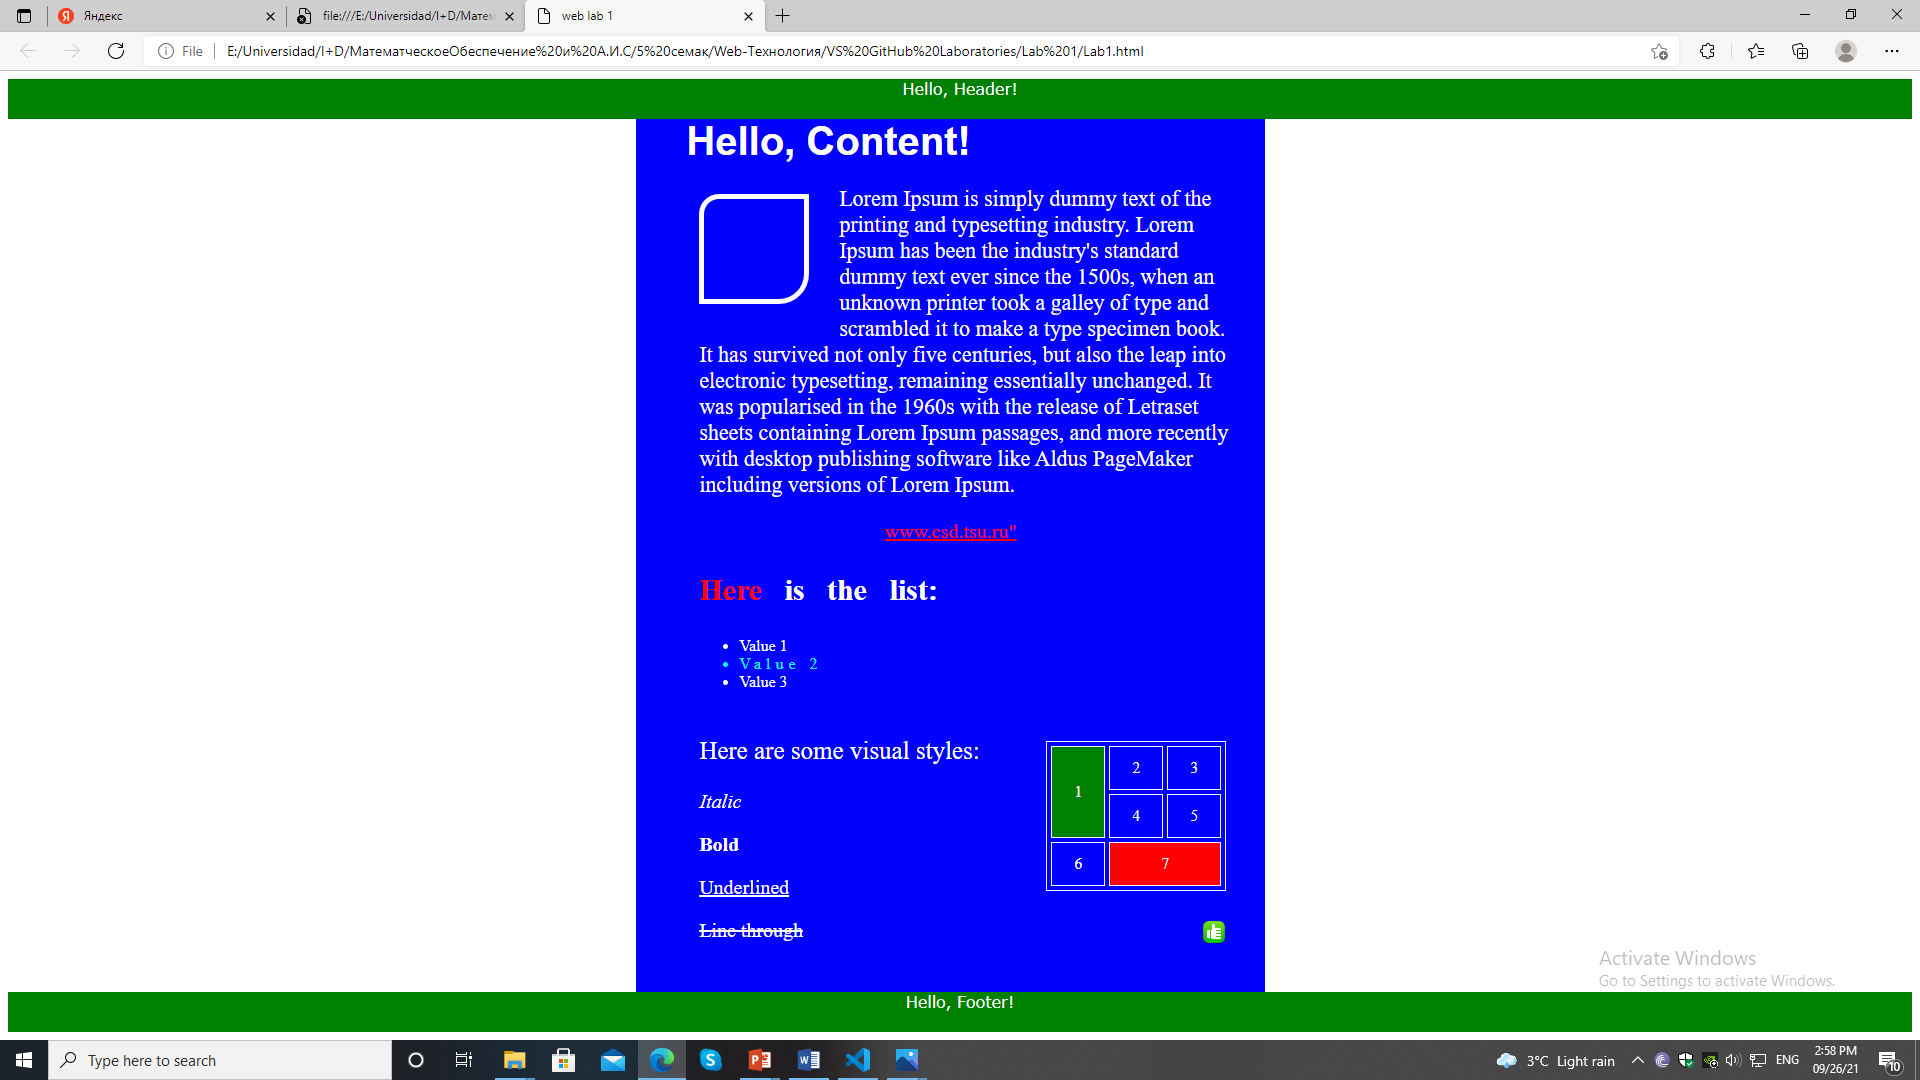 Яндекс
file:///E:/Universidad/I+D/Матем
web lab 1
File
E:/Universidad/I+D/МатематческоеОбеспечение%20и%20А.И.С/5%20семак/Web-Технология/VS%20GitHub%20Laboratories/Lab%201/Lab1.html
Hello, Header!
Hello, Content!
Lorem Ipsum is simply dummy text of the
printing and typesetting industry. Lorem
Ipsum has been the industry's standard
dummy text ever since the 1500s, when an
unknown printer took a galley of type and
scrambled it to make a type specimen book.
It has survived not only five centuries, but also the leap into
electronic typesetting, remaining essentially unchanged. It
was popularised in the 1960s with the release of Letraset
sheets containing Lorem Ipsum passages, and more recently
with desktop publishing software like Aldus PageMaker
including versions of Lorem Ipsum.
www.csd.tsu.ru"
Here is the list:
Value 1
Value 2
Value 3
Here are some visual styles:
Italic
Bold
Underlined
Line through
1
2
3
4
5
6
7
Activate Windows
Go to Settings to activate Windows.
Hello, Footer!
Type here to search
3°C Light rain
ENG
2:58 PM
09/26/21
10